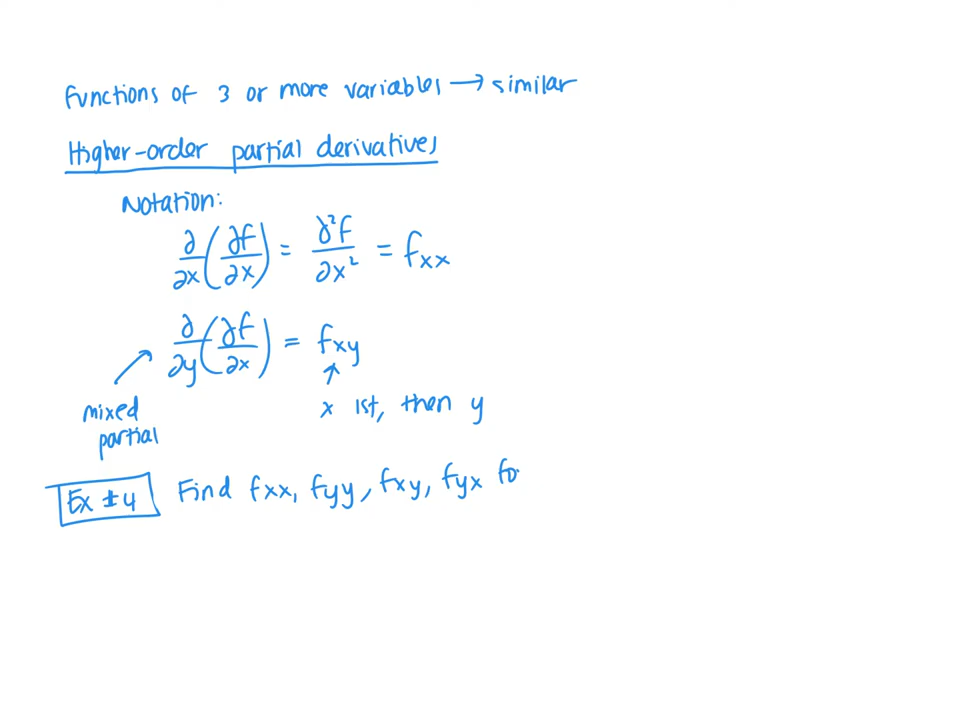 Functions of 3 or more variables → similar
Higher-order partial derivatives
Notation:
∂/∂x (∂f/∂x) = ∂²f/∂x² = fxx
∂/∂y (∂f/∂x) = fxy
mixed partial
x 1st, then y
Ex #4 Find fxx, fyy, fxy, fyx fo